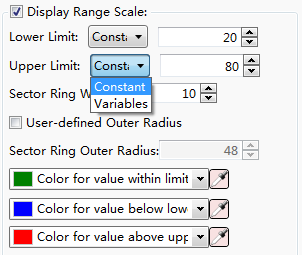 Display Range Scale:
Lower Limit: Consta 20
Upper Limit: Consta 80
Constant
Variables
Sector Ring W 10
User-defined Outer Radius
Sector Ring Outer Radius: 48
Color for value within limit
Color for value below low
Color for value above upp